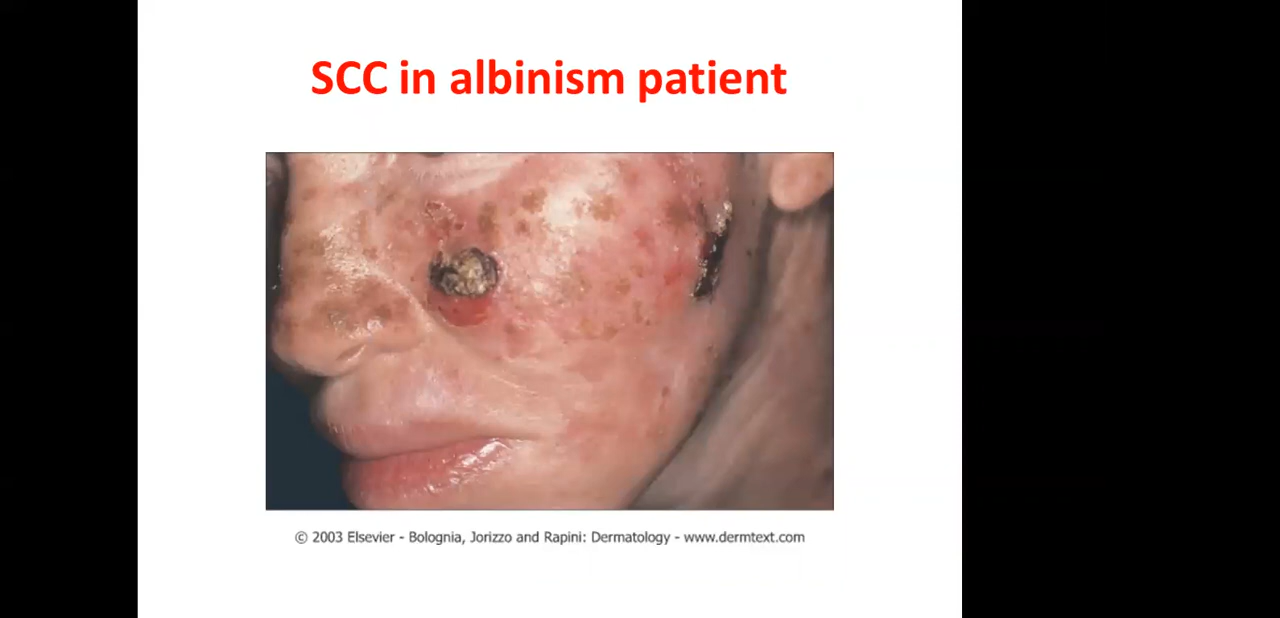 SCC in albinism patient
© 2003 Elsevier - Bolognia, Jorizzo and Rapini: Dermatology - www.dermtext.com